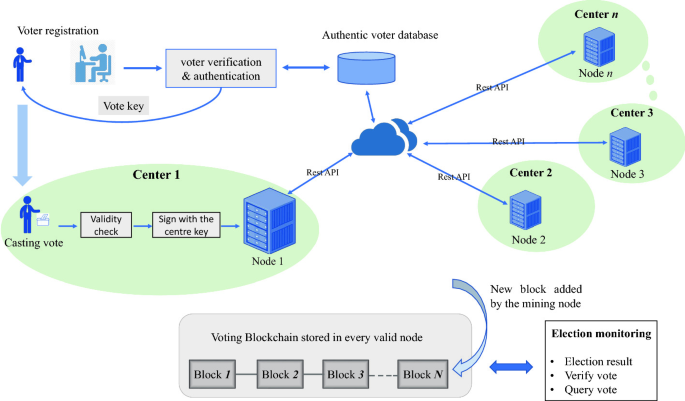 Voter registration
voter verification
& authentication
Authentic voter database
Vote key
Center n
Node n
Rest API
Center 3
Rest API
Node 3
Center 1
Rest API
Center 2
Rest API
Node 2
Casting vote
Validity
check
Sign with the
centre key
Node 1
New block added
by the mining node
Voting Blockchain stored in every valid node
Block 1
Block 2
Block 3
Block N
Election monitoring
• Election result
• Verify vote
• Query vote